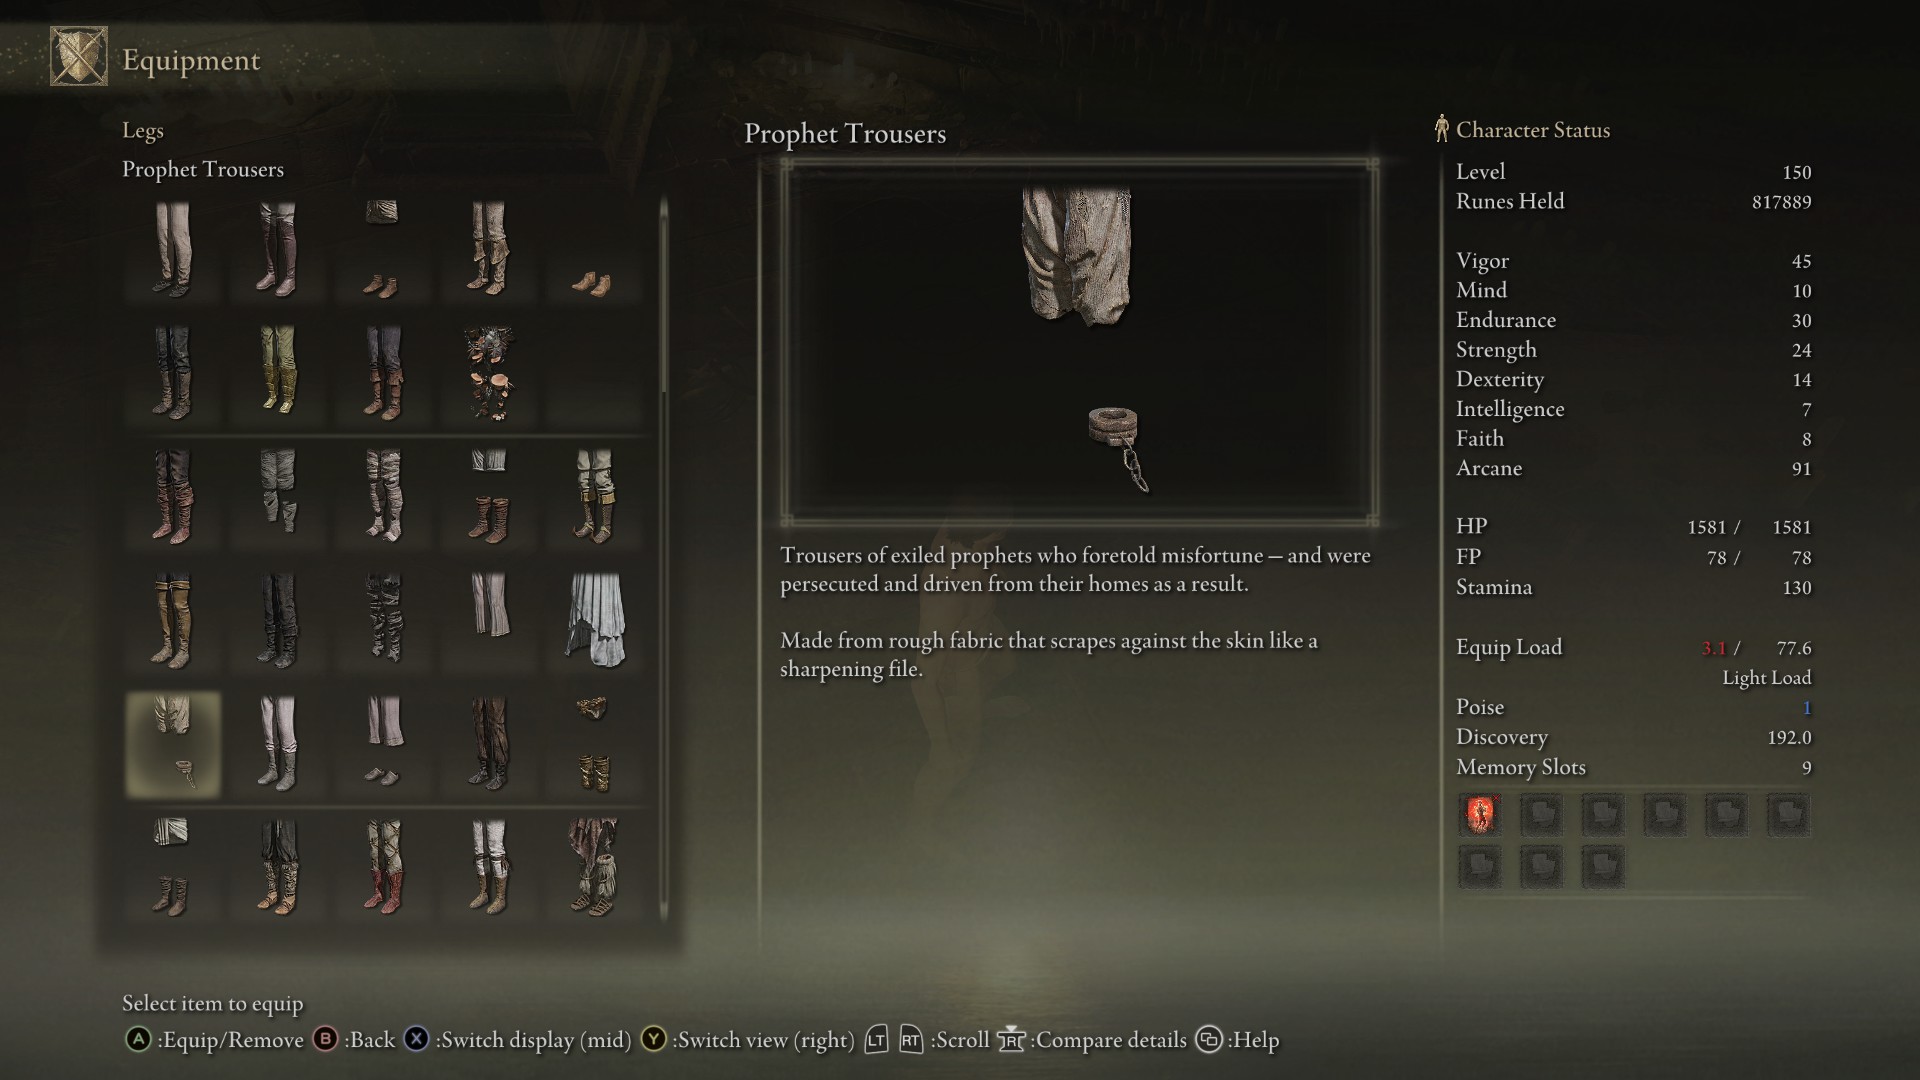 Equipment
Legs
Prophet Trousers
Prophet Trousers
Trousers of exiled prophets who foretold misfortune – and were
persecuted and driven from their homes as a result.
Made from rough fabric that scrapes against the skin like a
sharpening file.
Character Status
Level 150
Runes Held 817889
Vigor 45
Mind 10
Endurance 30
Strength 24
Dexterity 14
Intelligence 7
Faith 8
Arcane 91
HP 1581 / 1581
FP 78 / 78
Stamina 130
Equip Load 3.1 / 77.6
Light Load
Poise 1
Discovery 192.0
Memory Slots 9
Select item to equip
A :Equip/Remove B :Back X :Switch display (mid) Y :Switch view (right) LT RT :Scroll R :Compare details :Help